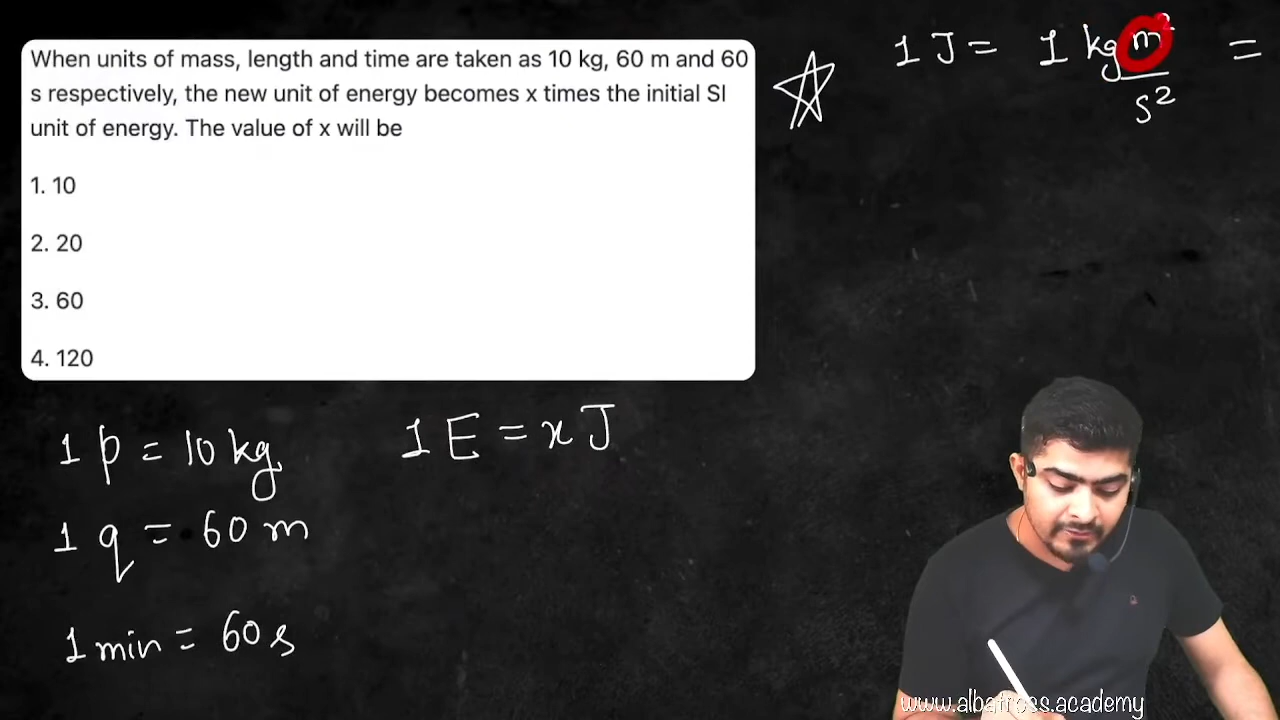 When units of mass, length and time are taken as 10 kg, 60 m and 60
s respectively, the new unit of energy becomes x times the initial SI
unit of energy. The value of x will be
1. 10
2. 20
3. 60
4. 120
1 J = 1 kg m² / s² =
1 p = 10 kg
1 E = x J
1 q = 60 m
1 min = 60 s
www.albatross.academy